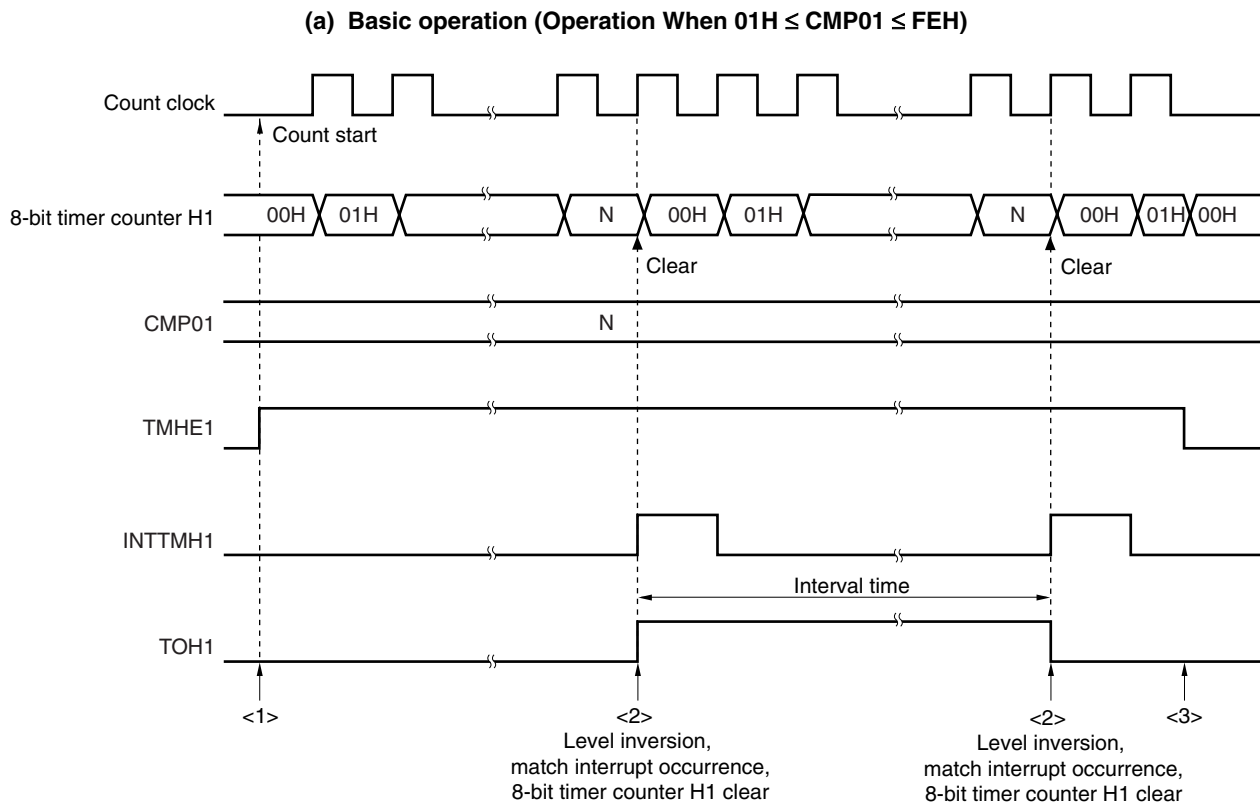 (a) Basic operation (Operation When 01H ≤ CMP01 ≤ FEH)
Count clock
Count start
8-bit timer counter H1
00H 01H N 00H 01H N 00H 01H 00H
Clear Clear
CMP01
N
TMHE1
INTTMH1
Interval time
TOH1
<1> <2> <2> <3>
Level inversion, Level inversion,
match interrupt occurrence, match interrupt occurrence,
8-bit timer counter H1 clear 8-bit timer counter H1 clear